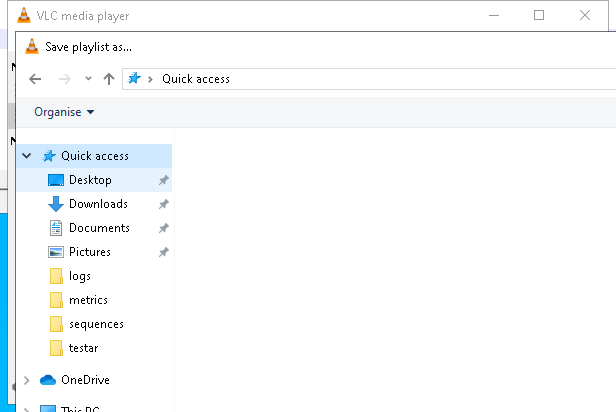 VLC media player
Save playlist as...
Quick access
Organise
Quick access
Desktop
Downloads
Documents
Pictures
logs
metrics
sequences
testar
OneDrive
This PC